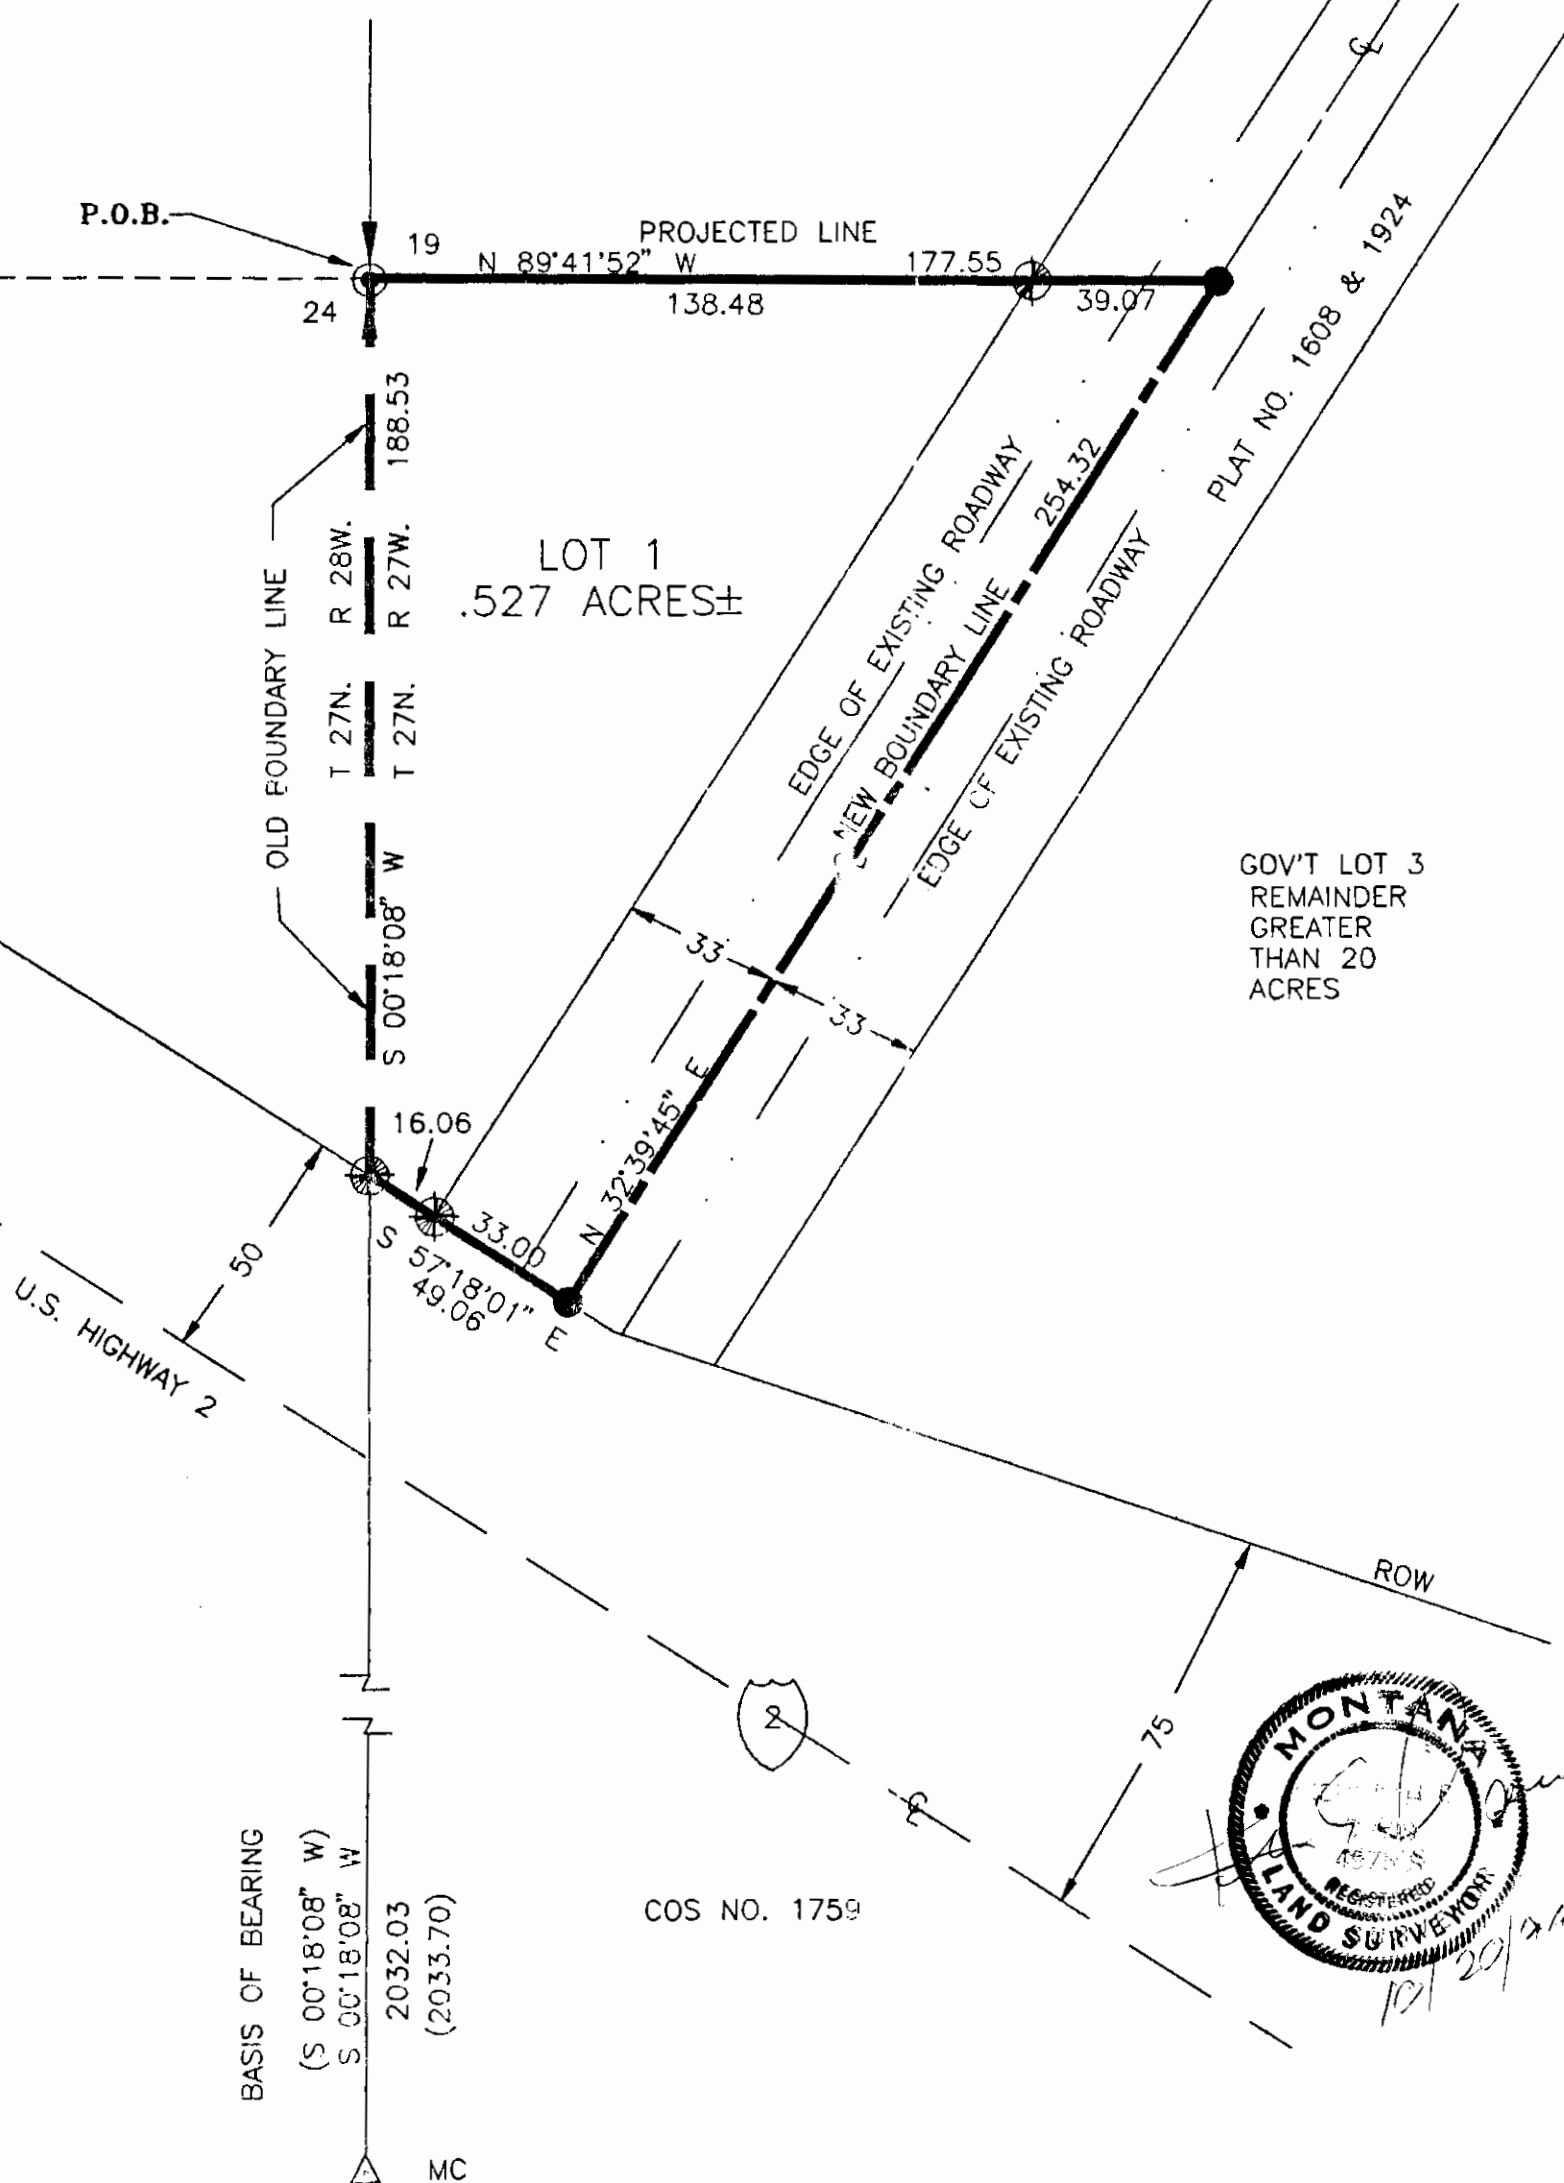 P.O.B.
19
24
PROJECTED LINE
N 89°41'52" W
177.55
138.48
39.07
PLAT NO. 1608 & 1924
188.53
OLD BOUNDARY LINE
T 27N. R 28W.
T 27N. R 27W.
S 00°18'08" W
LOT 1
.527 ACRES±
EDGE OF EXISTING ROADWAY
254.32
NEW BOUNDARY LINE
EDGE OF EXISTING ROADWAY
GOV'T LOT 3
REMAINDER
GREATER
THAN 20
ACRES
33
33
N 32°39'45" E
16.06
33.00
S 57°18'01" E
49.06
50
U.S. HIGHWAY 2
ROW
75
2
COS NO. 1759
BASIS OF BEARING
(S 00°18'08" W)
S 00°18'08" W
2032.03
(2033.70)
MC
MONTANA
REGISTERED
LAND SURVEYOR